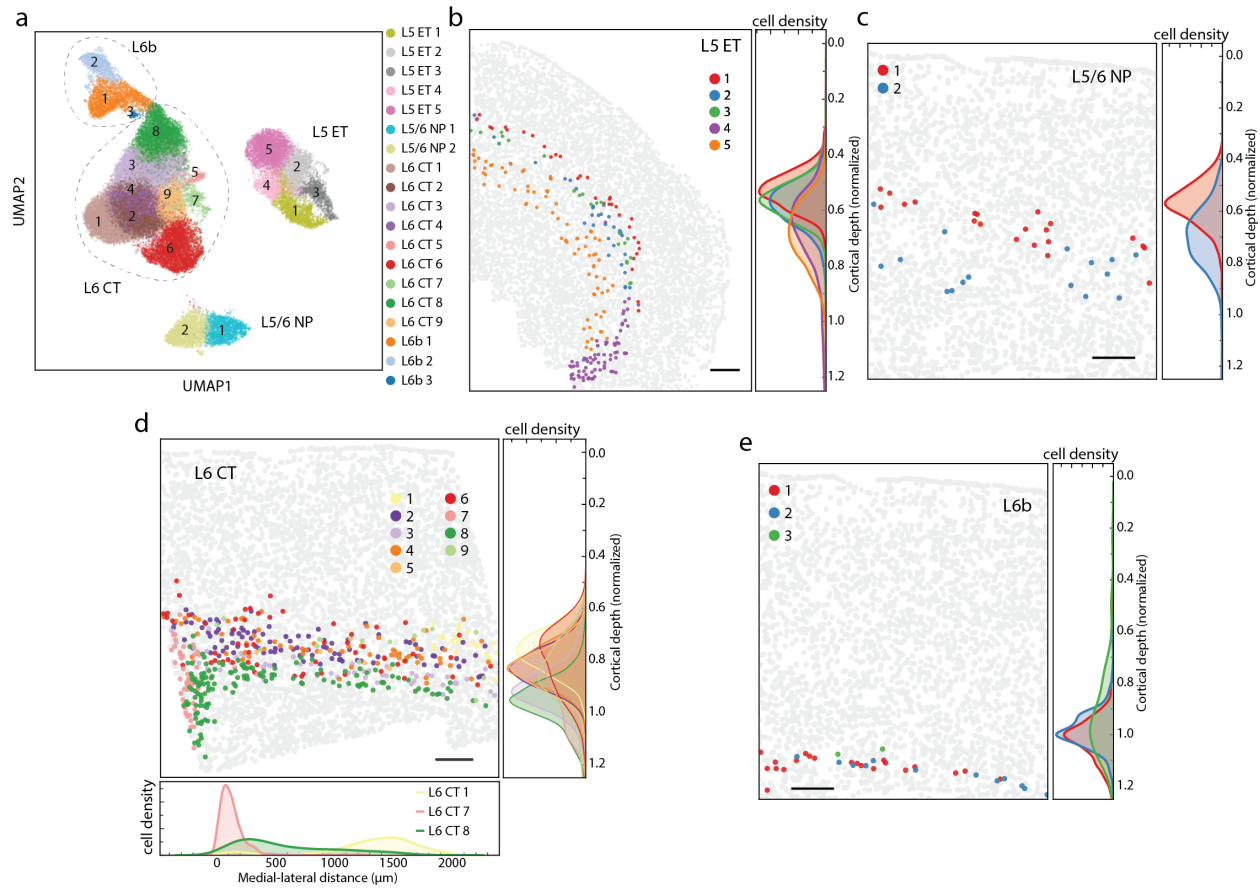 a
L6b
2
1
3
8
3
5
4
9
7
1
2
6
L6 CT
L5 ET
5
2
4
3
1
L5/6 NP
2
1
UMAP2
UMAP1
L5 ET 1
L5 ET 2
L5 ET 3
L5 ET 4
L5 ET 5
L5/6 NP 1
L5/6 NP 2
L6 CT 1
L6 CT 2
L6 CT 3
L6 CT 4
L6 CT 5
L6 CT 6
L6 CT 7
L6 CT 8
L6 CT 9
L6b 1
L6b 2
L6b 3
b
cell density
L5 ET
1
2
3
4
5
0.0
0.2
0.4
0.6
0.8
1.0
1.2
Cortical depth (normalized)
c
cell density
L5/6 NP
1
2
0.0
0.2
0.4
0.6
0.8
1.0
1.2
Cortical depth (normalized)
d
cell density
L6 CT
1
2
3
4
5
6
7
8
9
0.0
0.2
0.4
0.6
0.8
1.0
1.2
Cortical depth (normalized)
cell density
L6 CT 1
L6 CT 7
L6 CT 8
0 500 1000 1500 2000
Medial-lateral distance (μm)
e
cell density
L6b
1
2
3
0.0
0.2
0.4
0.6
0.8
1.0
1.2
Cortical depth (normalized)